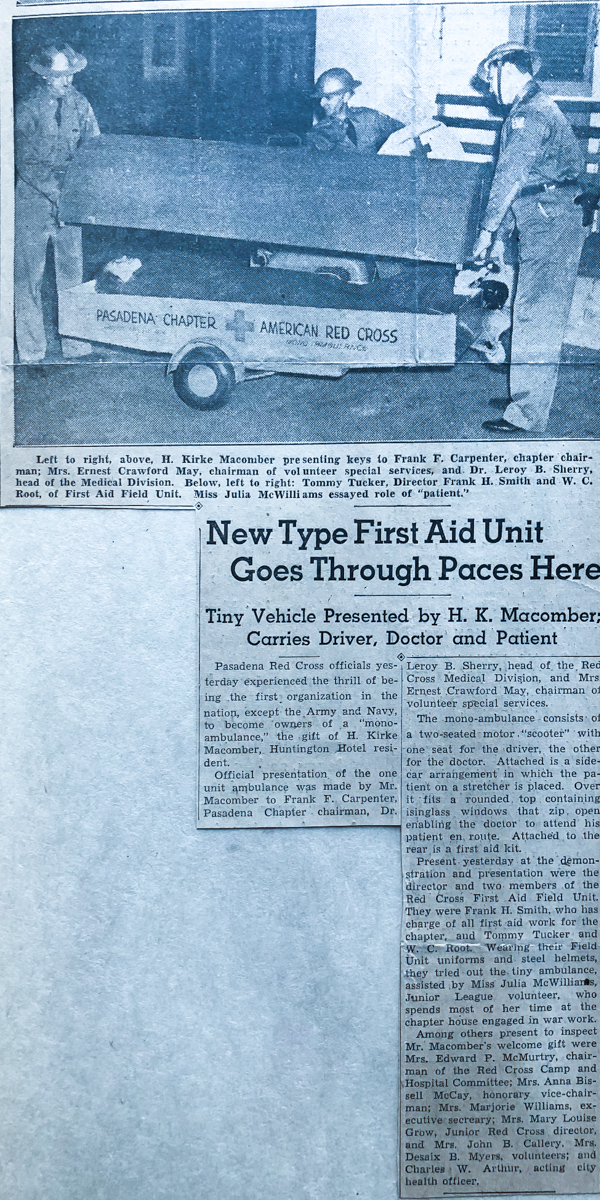 PASADENA CHAPTER AMERICAN RED CROSS
MONO AMBULANCE
Left to right, above, H. Kirke Macomber presenting keys to Frank F. Carpenter, chapter chair-
man; Mrs. Ernest Crawford May, chairman of volunteer special services, and Dr. Leroy B. Sherry,
head of the Medical Division. Below, left to right: Tommy Tucker, Director Frank H. Smith and W. C.
Root, of First Aid Field Unit. Miss Julia McWilliams essayed role of "patient."
New Type First Aid Unit
Goes Through Paces Here
Tiny Vehicle Presented by H. K. Macomber;
Carries Driver, Doctor and Patient
Pasadena Red Cross officials yes-
terday experienced the thrill of be-
ing the first organization in the
nation, except the Army and Navy,
to become owners of a "mono-
ambulance," the gift of H. Kirke
Macomber, Huntington Hotel resi-
dent.
Official presentation of the one
unit ambulance was made by Mr.
Macomber to Frank F. Carpenter,
Pasadena Chapter chairman, Dr.
Leroy B. Sherry, head of the Red
Cross Medical Division, and Mrs.
Ernest Crawford May, chairman of
volunteer special services.
The mono-ambulance consists of
a two-seated motor "scooter" with
one seat for the driver, the other
for the doctor. Attached is a side-
car arrangement in which the pa-
tient on a stretcher is placed. Over
it fits a rounded top containing
isinglass windows that zip open
enabling the doctor to attend his
patient en route. Attached to the
rear is a first aid kit.
Present yesterday at the demon-
stration and presentation were the
director and two members of the
Red Cross First Aid Field Unit.
They were Frank H. Smith, who has
charge of all first aid work for the
chapter, and Tommy Tucker and
W. C. Root. Wearing their Field
Unit uniforms and steel helmets,
they tried out the tiny ambulance,
assisted by Miss Julia McWilliams,
Junior League volunteer, who
spends most of her time at the
chapter house engaged in war work.
Among others present to inspect
Mr. Macomber's welcome gift were
Mrs. Edward P. McMurtry, chair-
man of the Red Cross Camp and
Hospital Committee; Mrs. Anna Bis-
sell McCay, honorary vice-chair-
man; Mrs. Marjorie Williams, ex-
ecutive secreary; Mrs. Mary Louise
Grow, Junior Red Cross director,
and Mrs. John B. Callery, Mrs.
Desaix B. Myers, volunteers; and
Charles W. Arthur, acting city
health officer.